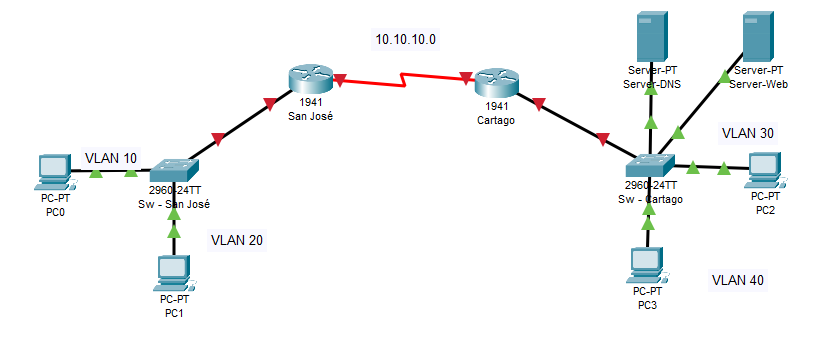 10.10.10.0
1941
San José
1941
Cartago
Server-PT
Server-DNS
Server-PT
Server-Web
VLAN 10
VLAN 30
PC-PT
PC0
2960-24TT
Sw - San José
2960-24TT
Sw - Cartago
PC-PT
PC2
VLAN 20
PC-PT
PC1
PC-PT
PC3
VLAN 40